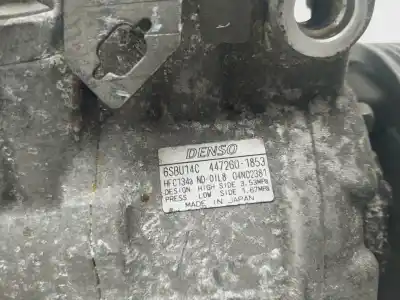 DENSO
6SBU14C 447260-1853
HFC134a ND-OIL8 04N02381
DESIGN HIGH SIDE 3.53MPa
PRESS LOW SIDE 1.67MPa
MADE IN JAPAN